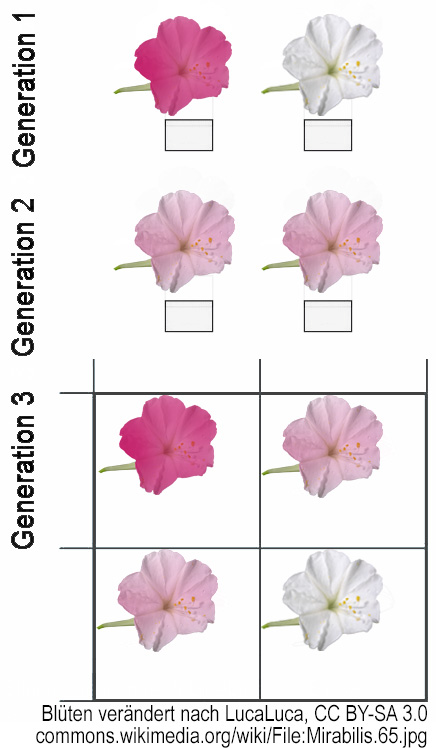 Generation 1
Generation 2
Generation 3
Blüten verändert nach LucaLuca, CC BY-SA 3.0
commons.wikimedia.org/wiki/File:Mirabilis.65.jpg